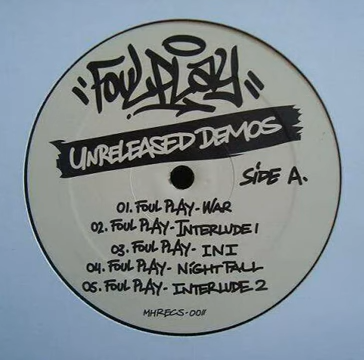 FOUL PLAY
UNRELEASED DEMOS
SIDE A.
01. FOUL PLAY - WAR
02. FOUL PLAY - INTERLUDE 1
03. FOUL PLAY - INI
04. FOUL PLAY - NIGHTFALL
05. FOUL PLAY - INTERLUDE 2
MHRECS-0011